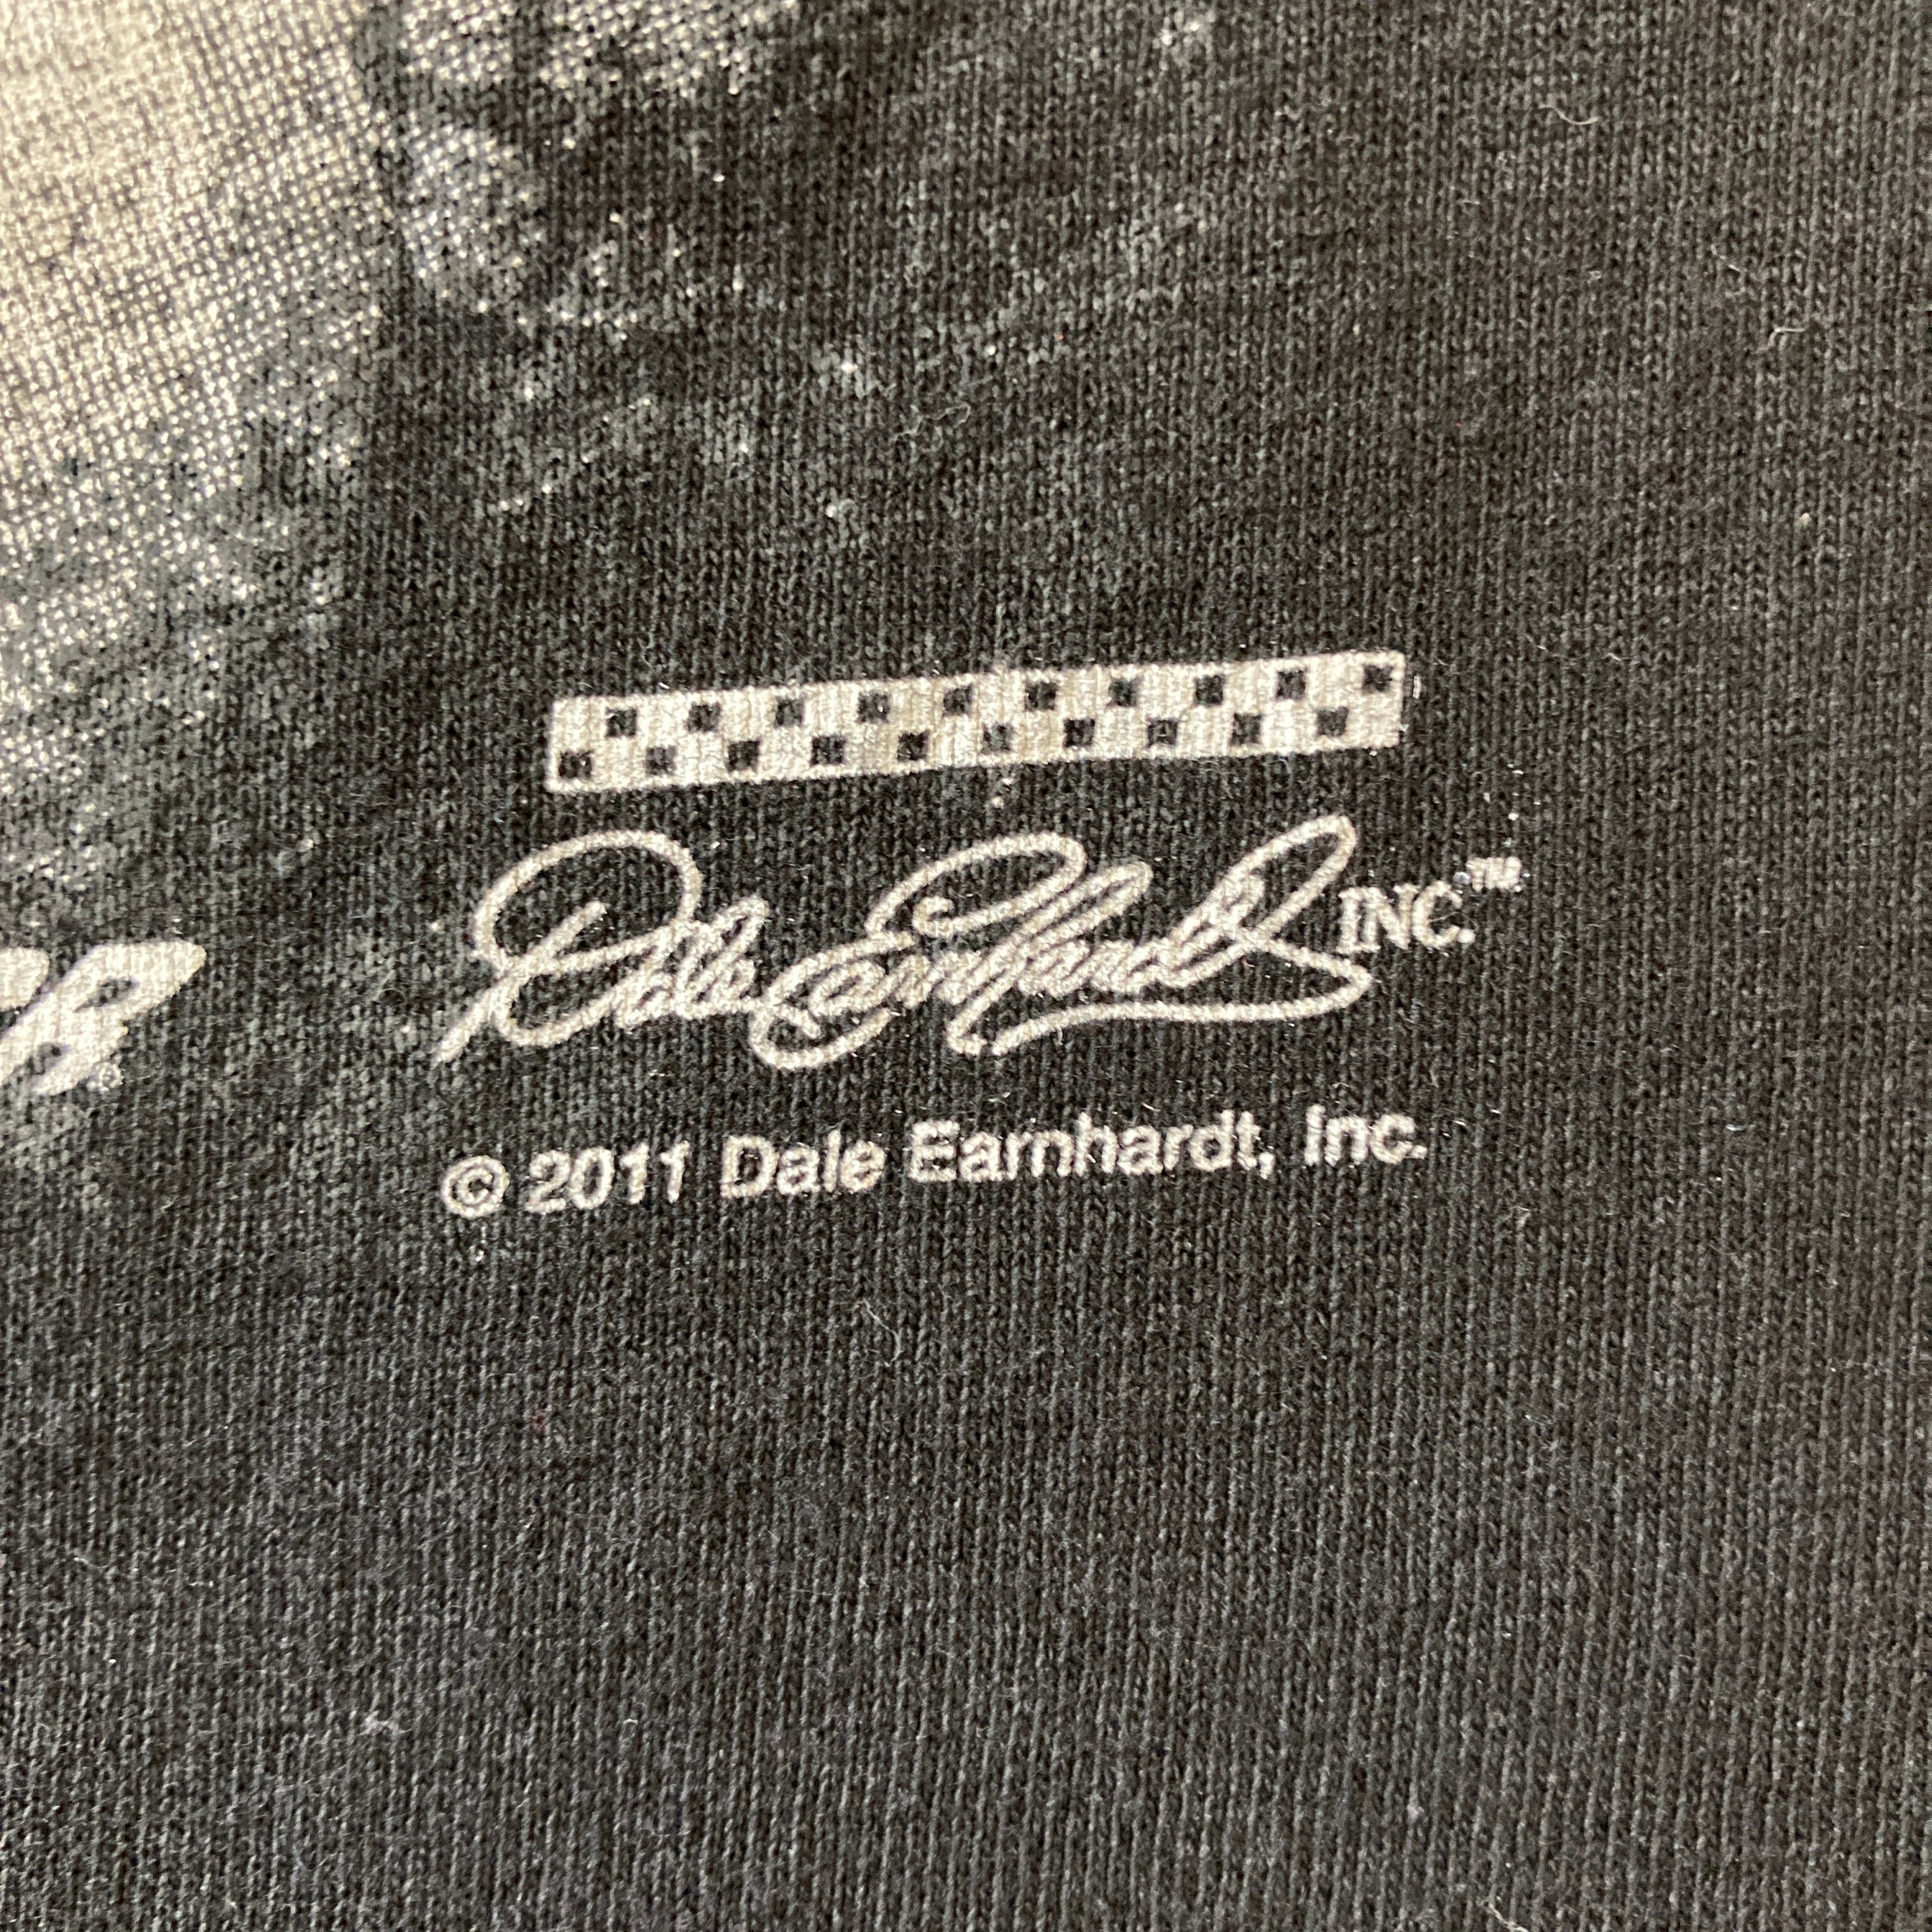 Dale Earnhardt INC.™
© 2011 Dale Earnhardt, Inc.